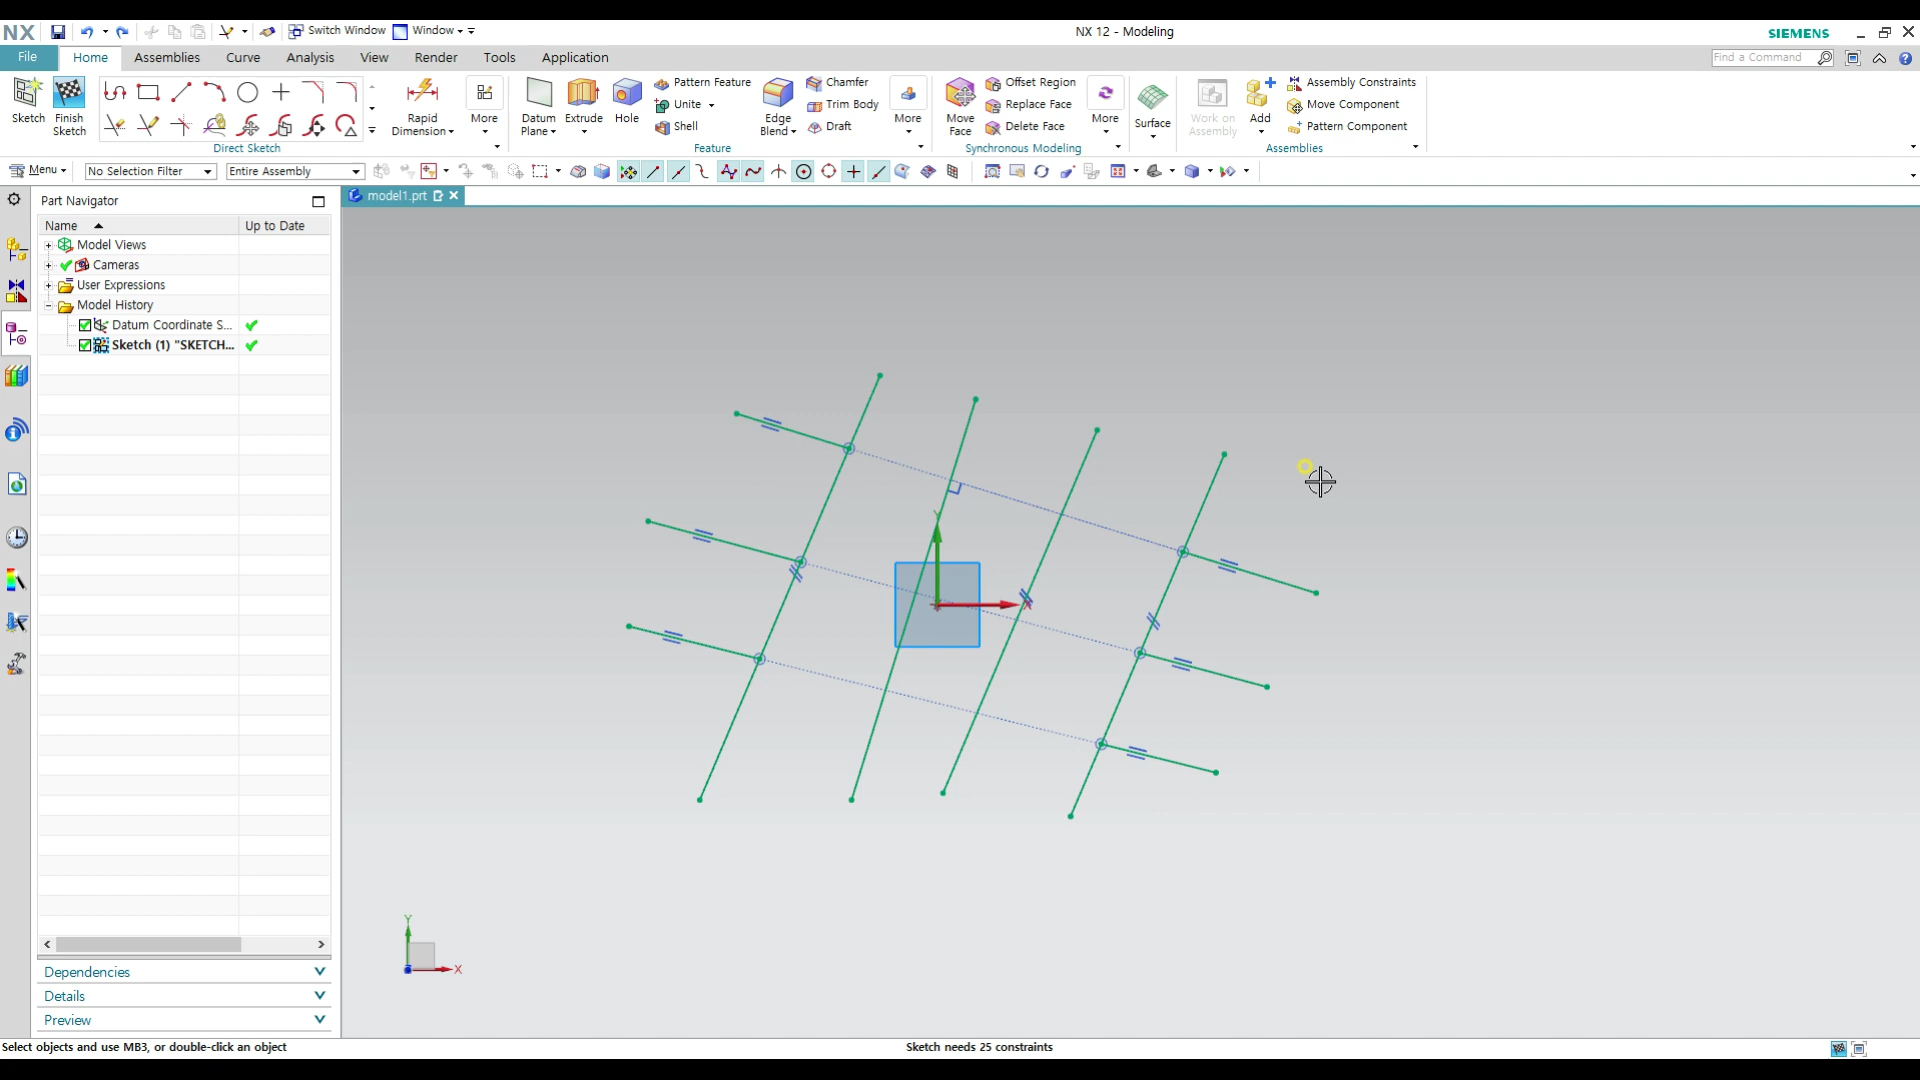 NX
Switch Window
Window
NX 12 - Modeling
SIEMENS
File
Home
Assemblies
Curve
Analysis
View
Render
Tools
Application
Find a Command
Sketch
Finish
Sketch
Direct Sketch
Rapid
Dimension
More
Datum
Plane
Extrude
Hole
Pattern Feature
Unite
Shell
Edge
Blend
Chamfer
Trim Body
Draft
More
Feature
Move
Face
Offset Region
Replace Face
Delete Face
More
Synchronous Modeling
Surface
Work on
Assembly
Add
Assembly Constraints
Move Component
Pattern Component
Assemblies
Menu
No Selection Filter
Entire Assembly
Part Navigator
model1.prt
Name
Up to Date
Model Views
Cameras
User Expressions
Model History
Datum Coordinate S...
Sketch (1) "SKETCH...
Y
X
Y
X
Dependencies
Details
Preview
Select objects and use MB3, or double-click an object
Sketch needs 25 constraints